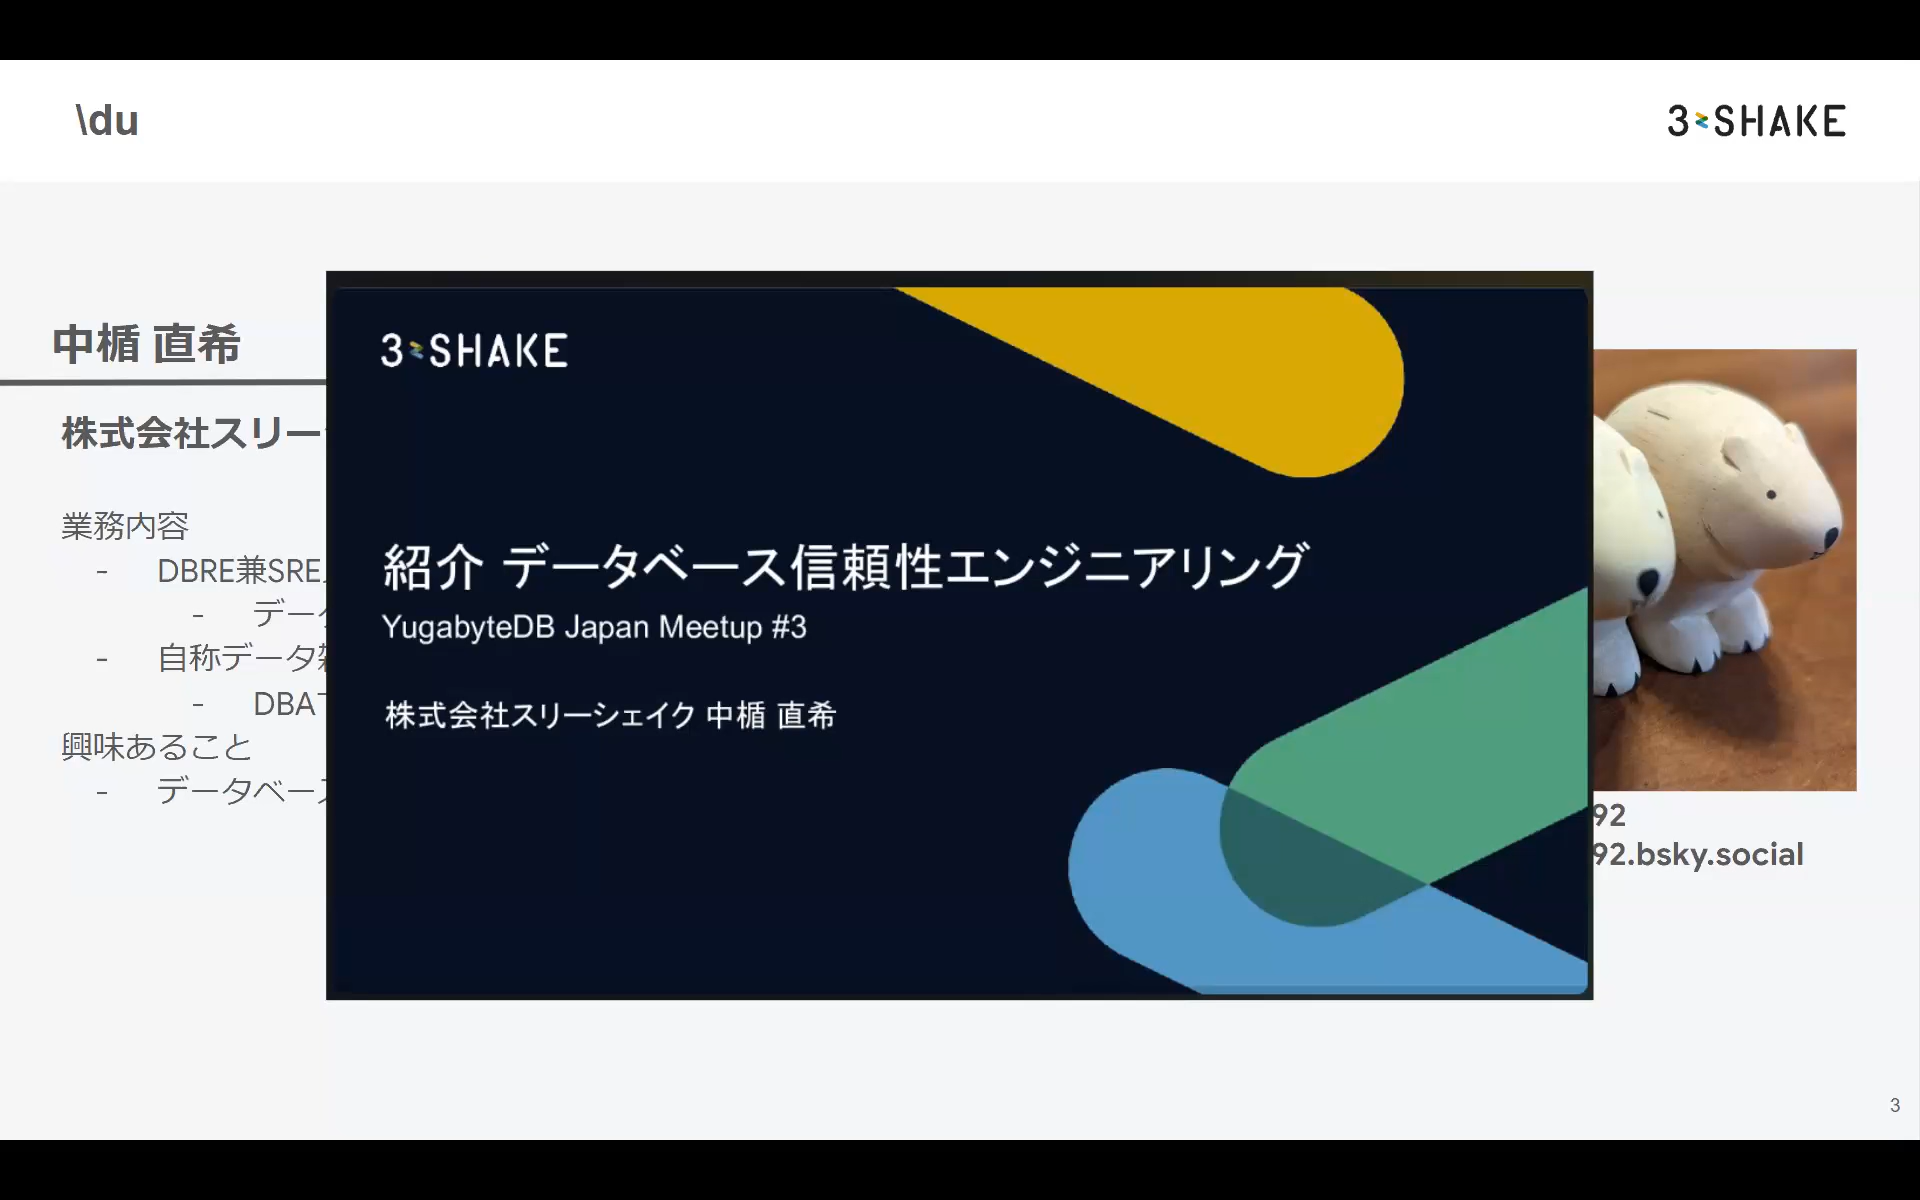 \du
3 SHAKE
中楯 直希
株式会社スリー
業務内容
- DBRE兼SRE
- デー
- 自称データ
- DBA
興味あること
- データベー
3 SHAKE
紹介 データベース信頼性エンジニアリング
YugabyteDB Japan Meetup #3
株式会社スリーシェイク 中楯 直希
92
92.bsky.social
3